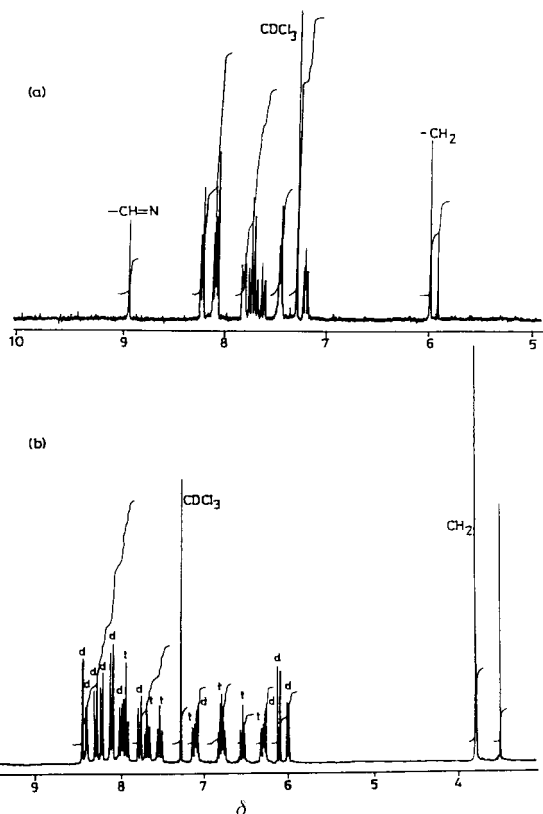 CDCl₃
(a)
-CH₂
-CH=N
10 9 8 7 6 5
(b)
CDCl₃
CH₂
d d d d d d t d t t t d t t t d d d
9 8 7 6 5 4
δ